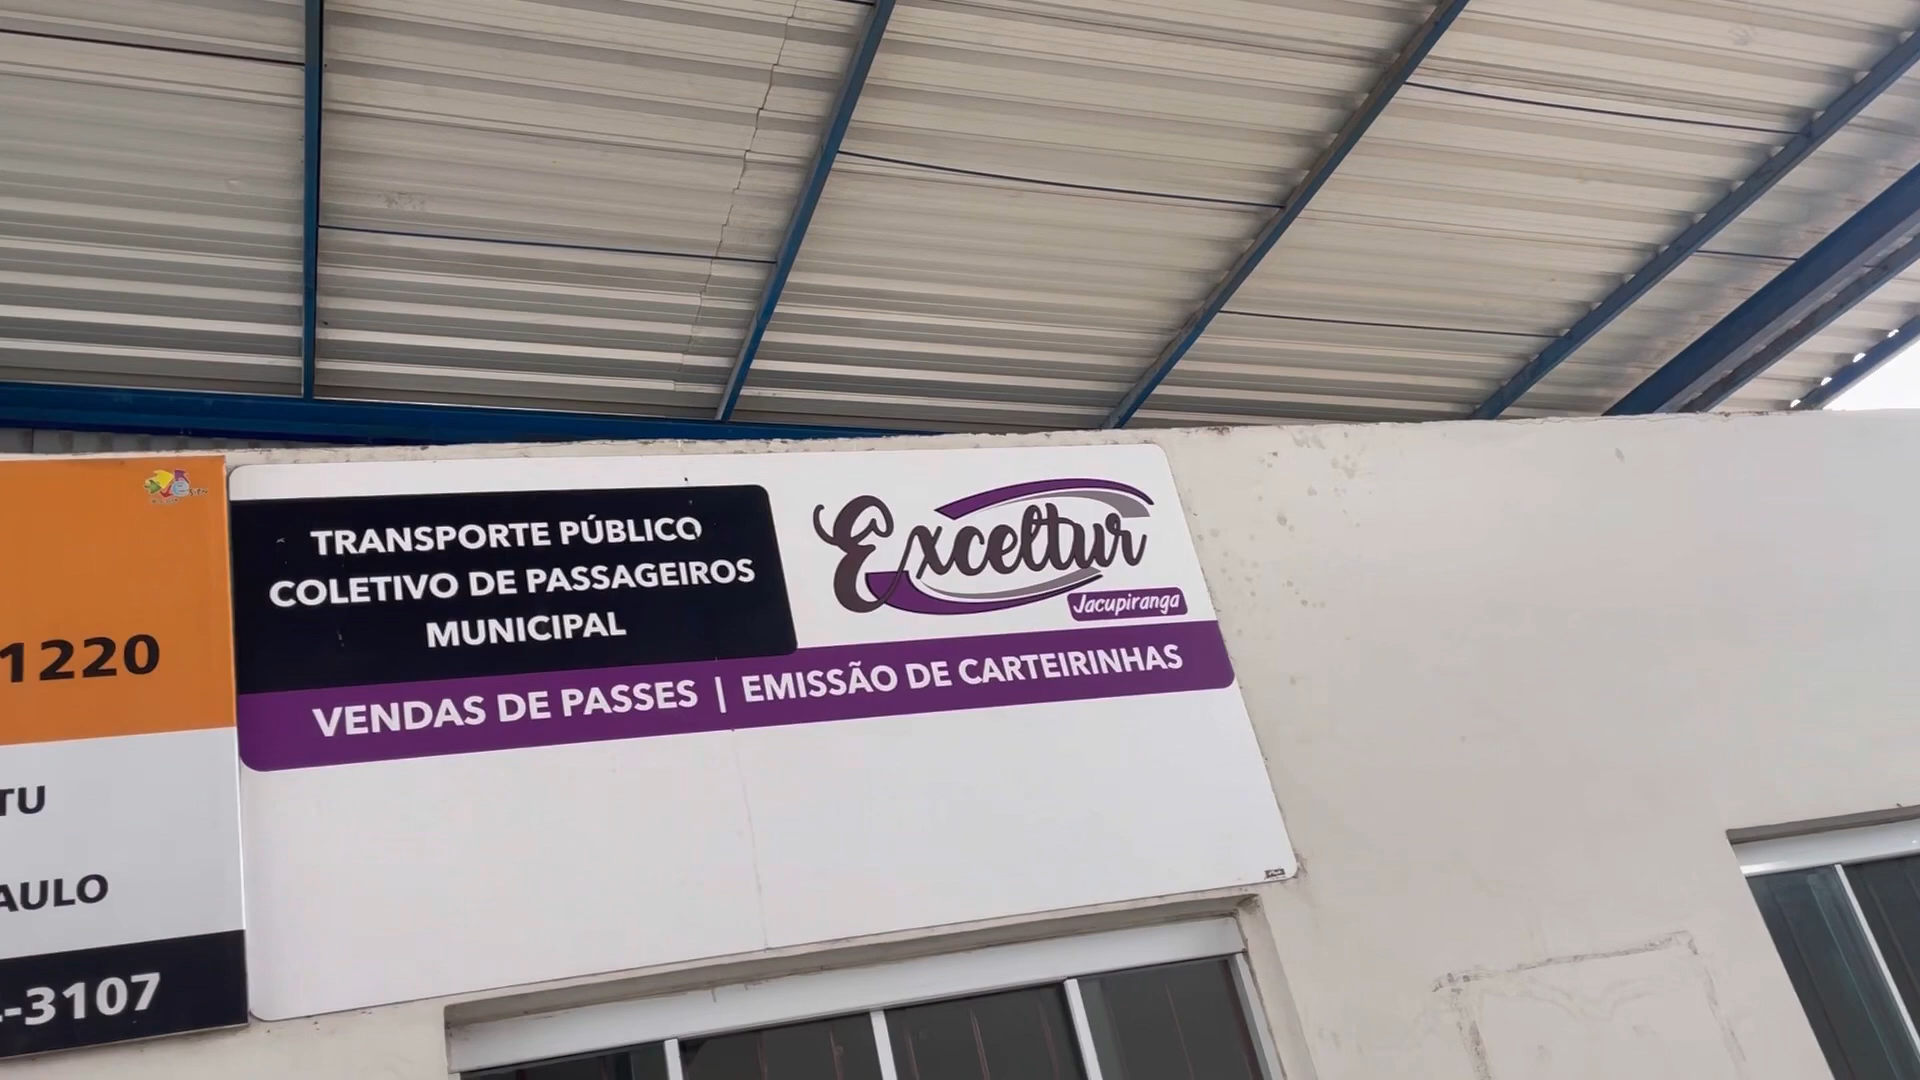 1220
TU
AULO
-3107
TRANSPORTE PÚBLICO
COLETIVO DE PASSAGEIROS
MUNICIPAL
Exceltur
Jacupiranga
VENDAS DE PASSES | EMISSÃO DE CARTEIRINHAS